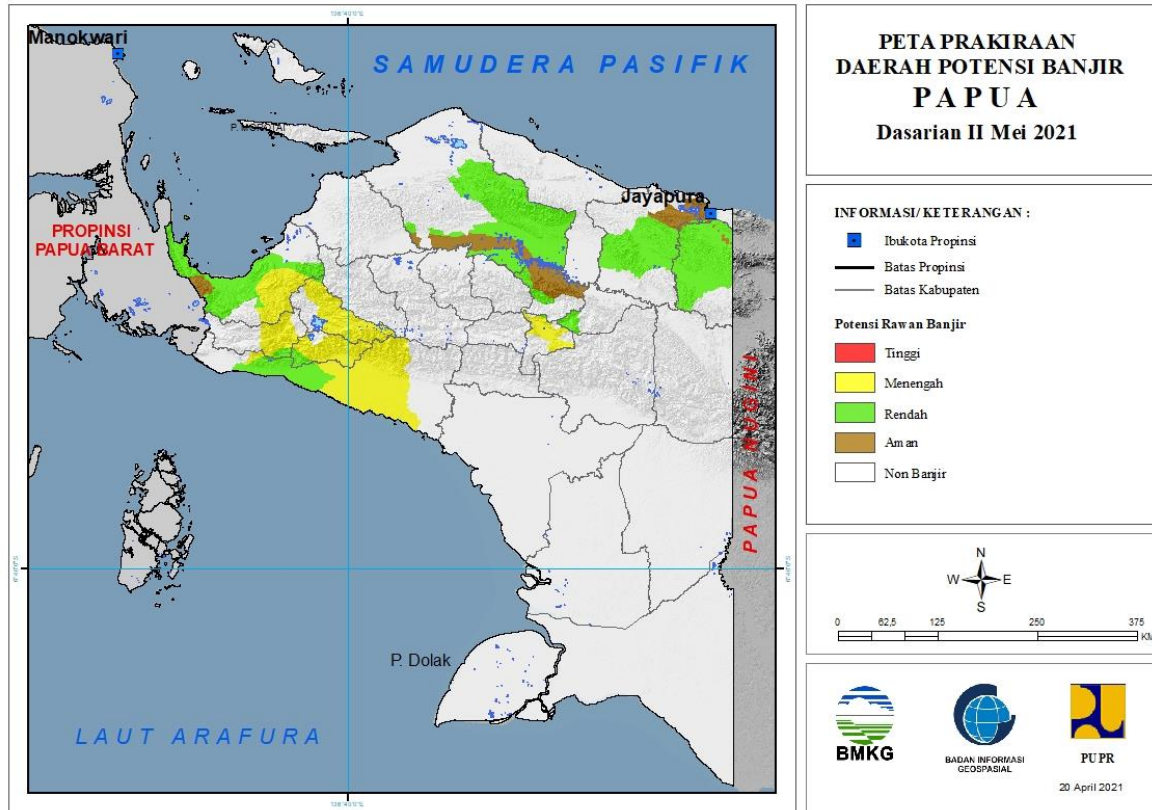 Manokwari
SAMUDERA PASIFIK
Jayapura
PROPINSI
PAPUA BARAT
PAPUA NUGINI
P. Dolak
LAUT ARAFURA
PETA PRAKIRAAN
DAERAH POTENSI BANJIR
PAPUA
Dasarian II Mei 2021
INFORMASI/KETERANGAN :
Ibukota Propinsi
Batas Propinsi
Batas Kabupaten
Potensi Rawan Banjir
Tinggi
Menengah
Rendah
Aman
Non Banjir
N
W E
S
0 62,5 125 250 375
KM
BMKG
BADAN INFORMASI
GEOSPASIAL
PUPR
20 April 2021